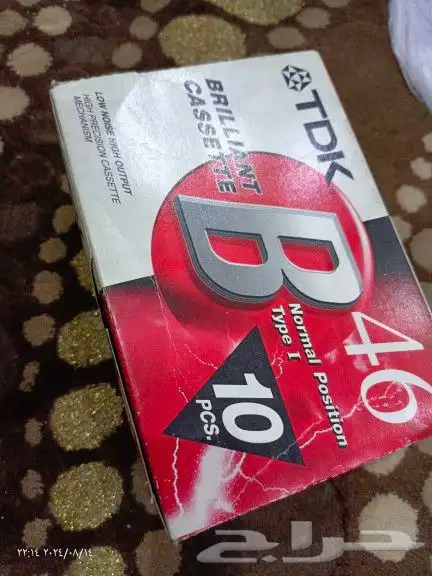 TDK
46
BRILLIANT
CASSETTE
B
Normal Position
Type I
LOW NOISE HIGH OUTPUT
HIGH PRECISION CASSETTE
MECHANISM
10
PCS.
٢٢:١٤ ٢٠٢٤/٠٨/١٤
حراج